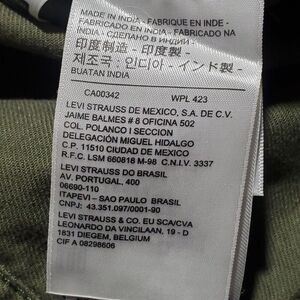 MADE IN INDIA - FABRIQUE EN INDE -
FABRICADO EN INDIA - FABRICADO NA
INDIA - СДЕЛАНО В ИНДИИ -
印度制造 - 印度製 -
제조국: 인디아 - インド製 -
BUATAN INDIA
CA00342 WPL 423
LEVI STRAUSS DE MEXICO, S.A. DE C.V.
JAIME BALMES # 8 OFICINA 502
COL. POLANCO I SECCION
DELEGACIÓN MIGUEL HIDALGO
C.P. 11510 CIUDAD DE MEXICO
R.F.C. LSM 660818 M-98 C.N.I.V. 3337
LEVI STRAUSS DO BRASIL
AV. PORTUGAL, 400
06690-110
ITAPEVI – SAO PAULO BRASIL
CNPJ: 43.351.097/0001-90
LEVI STRAUSS & CO. EU SCA/CVA
LEONARDO DA VINCILAAN, 19 - D
1831 DIEGEM, BELGIUM
CIF A 08298606